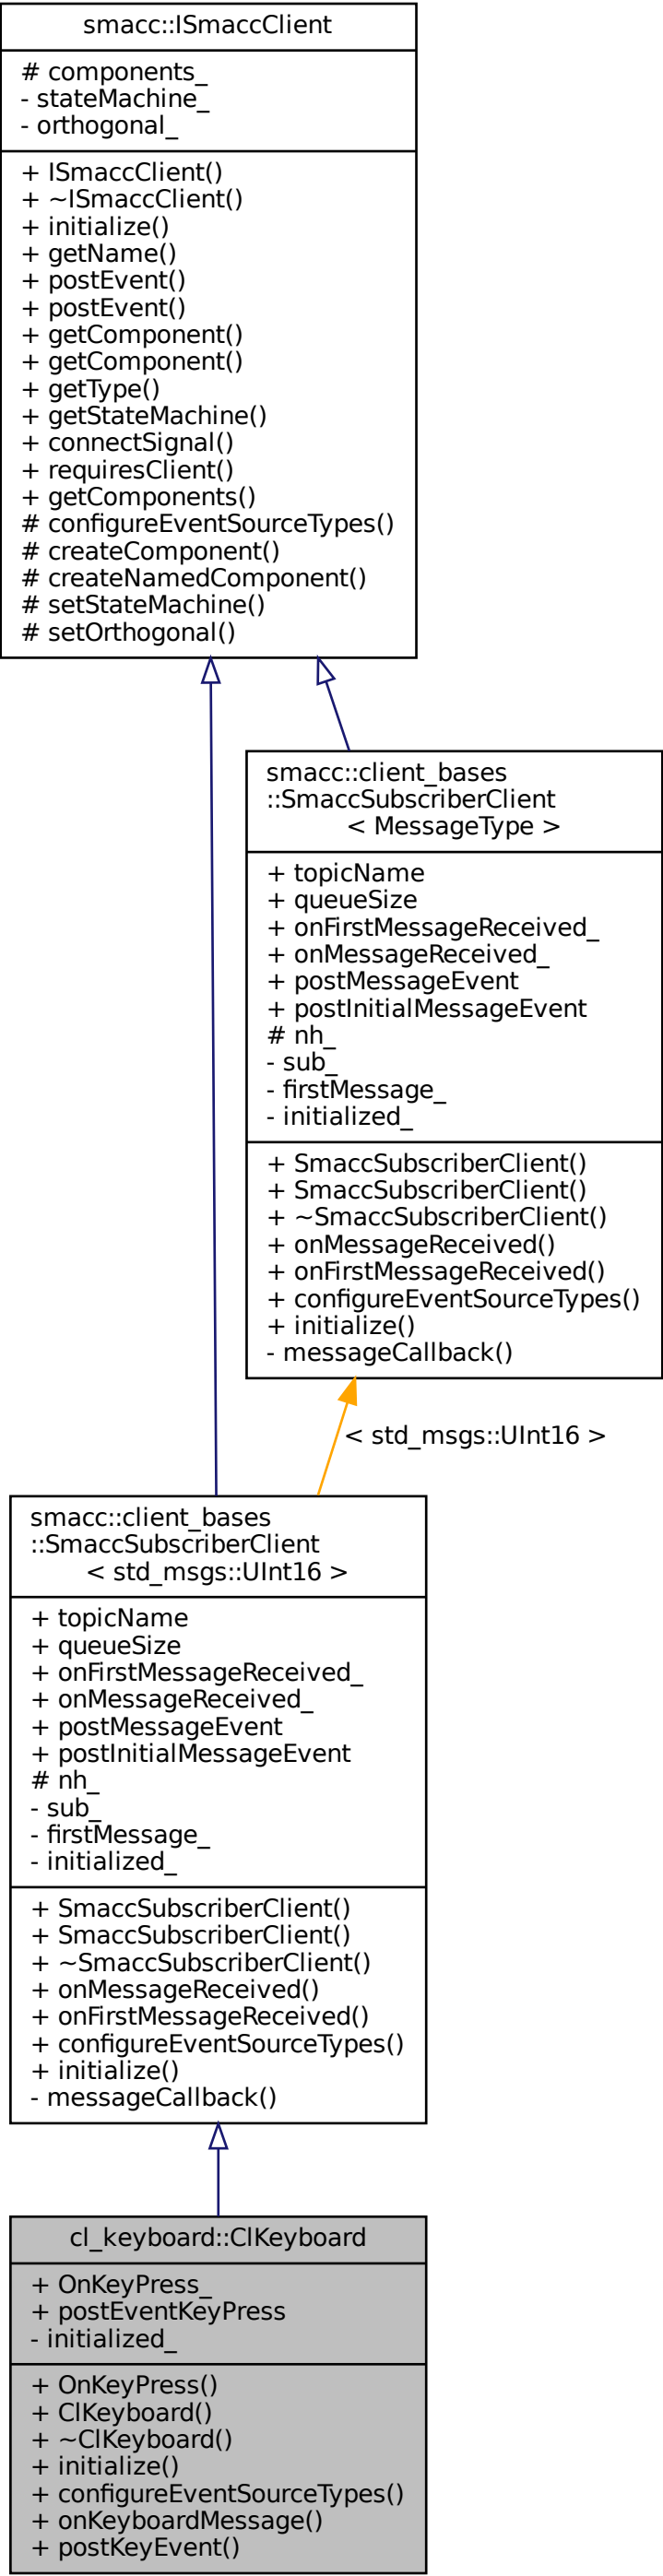 smacc::ISmaccClient
# components_
- stateMachine_
- orthogonal_
+ ISmaccClient()
+ ~ISmaccClient()
+ initialize()
+ getName()
+ postEvent()
+ postEvent()
+ getComponent()
+ getComponent()
+ getType()
+ getStateMachine()
+ connectSignal()
+ requiresClient()
+ getComponents()
# configureEventSourceTypes()
# createComponent()
# createNamedComponent()
# setStateMachine()
# setOrthogonal()
smacc::client_bases
::SmaccSubscriberClient
< MessageType >
+ topicName
+ queueSize
+ onFirstMessageReceived_
+ onMessageReceived_
+ postMessageEvent
+ postInitialMessageEvent
# nh_
- sub_
- firstMessage_
- initialized_
+ SmaccSubscriberClient()
+ SmaccSubscriberClient()
+ ~SmaccSubscriberClient()
+ onMessageReceived()
+ onFirstMessageReceived()
+ configureEventSourceTypes()
+ initialize()
- messageCallback()
< std_msgs::UInt16 >
smacc::client_bases
::SmaccSubscriberClient
< std_msgs::UInt16 >
+ topicName
+ queueSize
+ onFirstMessageReceived_
+ onMessageReceived_
+ postMessageEvent
+ postInitialMessageEvent
# nh_
- sub_
- firstMessage_
- initialized_
+ SmaccSubscriberClient()
+ SmaccSubscriberClient()
+ ~SmaccSubscriberClient()
+ onMessageReceived()
+ onFirstMessageReceived()
+ configureEventSourceTypes()
+ initialize()
- messageCallback()
cl_keyboard::ClKeyboard
+ OnKeyPress_
+ postEventKeyPress
- initialized_
+ OnKeyPress()
+ ClKeyboard()
+ ~ClKeyboard()
+ initialize()
+ configureEventSourceTypes()
+ onKeyboardMessage()
+ postKeyEvent()